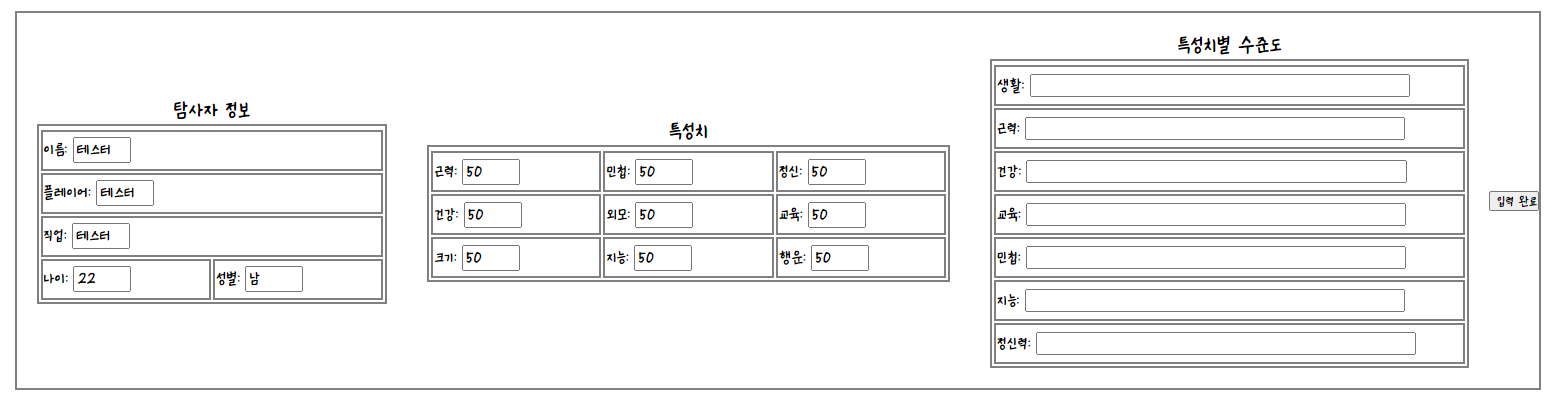 탐사자 정보
이름: 테스터
플레이어: 테스터
직업: 테스터
나이: 22 성별: 남
특성치
근력: 50 민첩: 50 정신: 50
건강: 50 외모: 50 교육: 50
크기: 50 지능: 50 행운: 50
특성치별 수준도
생활:
근력:
건강:
교육:
민첩:
지능:
정신력:
입력 완료